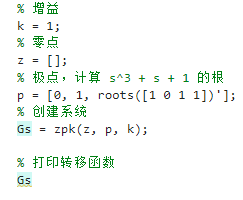 % 增益
k = 1;
% 零点
z = [];
% 极点，计算 s^3 + s + 1 的根
p = [0, 1, roots([1 0 1 1])'];
% 创建系统
Gs = zpk(z, p, k);
% 打印转移函数
Gs